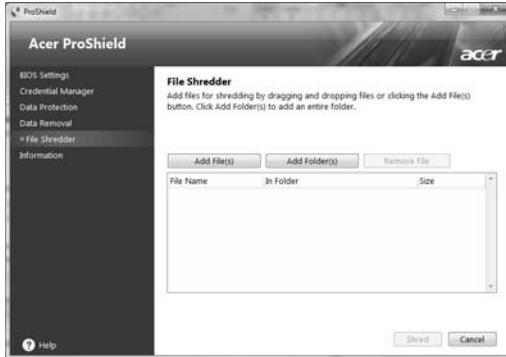 ProShield
Acer ProShield
acer
BIOS Settings
Credential Manager
Data Protection
Data Removal
File Shredder
Information
Help
File Shredder
Add files for shredding by dragging and dropping files or clicking the Add File(s)
button. Click Add Folder(s) to add an entire folder.
Add File(s) Add Folder(s) Remove File
File Name In Folder Size
Shred Cancel